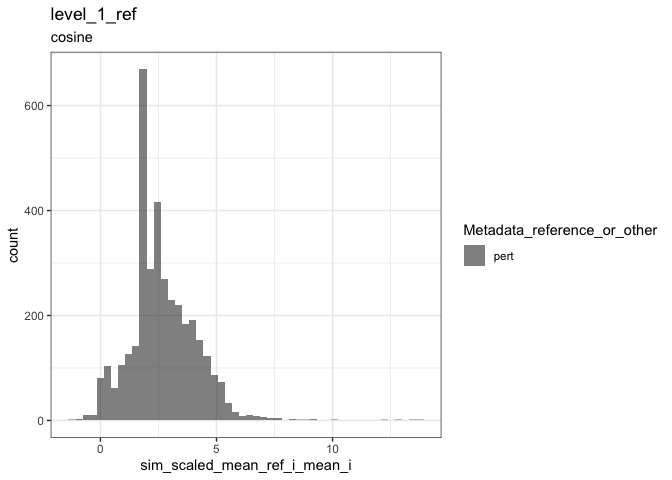 level_1_ref
cosine
600
400
200
0
count
0
5
10
sim_scaled_mean_ref_i_mean_i
Metadata_reference_or_other
pert